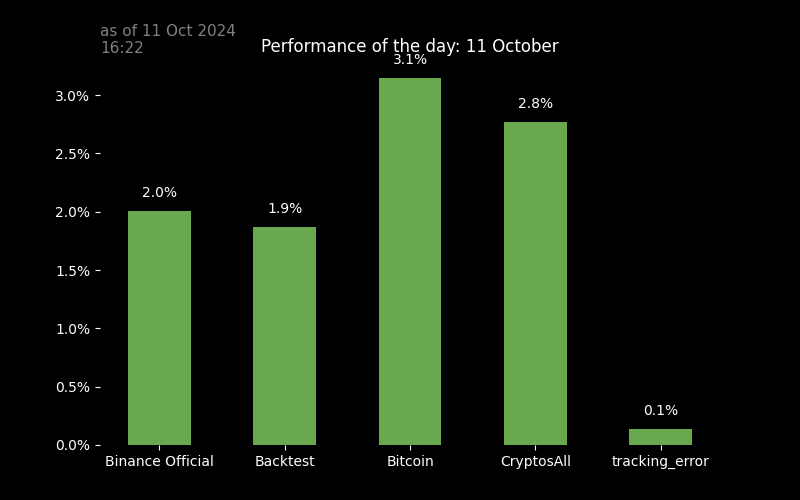 as of 11 Oct 2024
16:22
Performance of the day: 11 October
3.1%
3.0%
2.8%
2.5%
2.0%
2.0%
1.9%
1.5%
1.0%
0.5%
0.1%
0.0%
Binance Official
Backtest
Bitcoin
CryptosAll
tracking_error